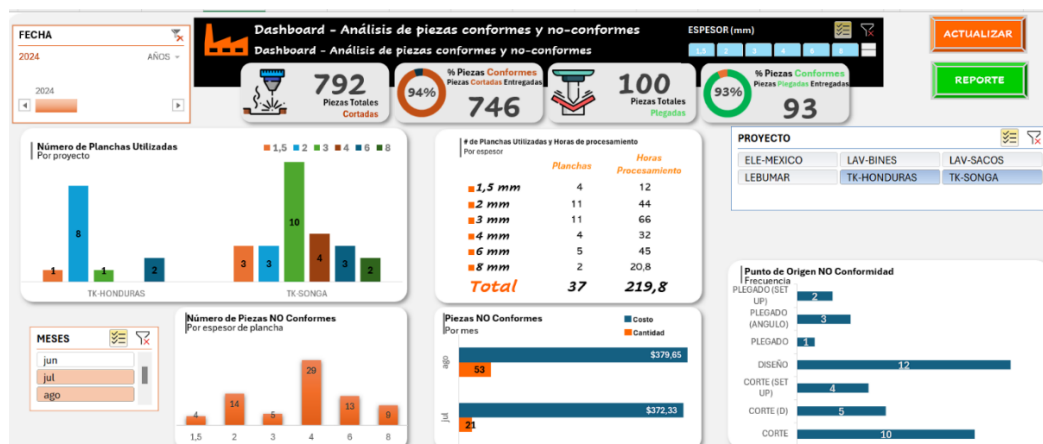 FECHA
2024
AÑOS
2024
Dashboard - Análisis de piezas conformes y no-conformes
Dashboard - Análisis de piezas conformes y no-conformes
ESPESOR (mm)
1,5 2 3 4 6 8
ACTUALIZAR
REPORTE
792
Piezas Totales
Cortadas
94%
% Piezas Conformes
Piezas Cortadas Entregadas
746
100
Piezas Totales
Plegadas
93%
% Piezas Conformes
Piezas Plegadas Entregadas
93
Número de Planchas Utilizadas
Por proyecto
1,5 2 3 4 6 8
1 8 1 2
3 3 10 4 3 2
TK-HONDURAS TK-SONGA
# de Planchas Utilizadas y Horas de procesamiento
Por espesor
Planchas Horas Procesamiento
1,5 mm 4 12
2 mm 11 44
3 mm 11 66
4 mm 4 32
6 mm 5 45
8 mm 2 20,8
Total 37 219,8
PROYECTO
ELE-MEXICO LAV-BINES LAV-SACOS
LEBUMAR TK-HONDURAS TK-SONGA
MESES
jun
jul
ago
Número de Piezas NO Conformes
Por espesor de plancha
4 14 5 29 13 9
1,5 2 3 4 6 8
Piezas NO Conformes
Por mes
Costo
Cantidad
ago
$379,65
53
jul
$372,33
21
Punto de Origen NO Conformidad
Frecuencia
PLEGADO (SET UP) 2
PLEGADO (ANGULO) 3
PLEGADO 1
DISEÑO 12
CORTE (SET UP) 4
CORTE (D) 5
CORTE 10